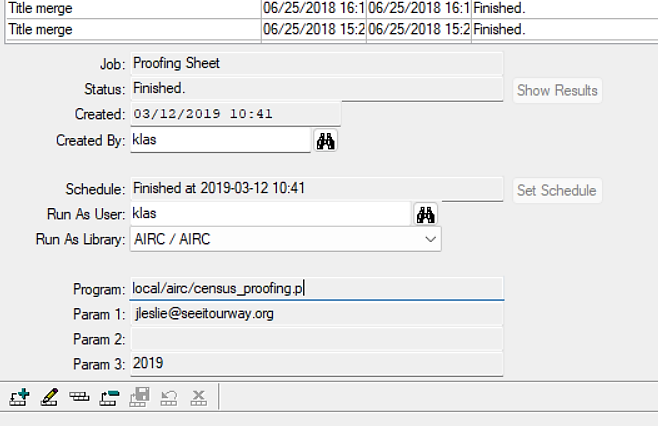 Title merge 06/25/2018 16:1 06/25/2018 16:1 Finished.
Title merge 06/25/2018 15:2 06/25/2018 15:2 Finished.
Job: Proofing Sheet
Status: Finished. Show Results
Created: 03/12/2019 10:41
Created By: klas
Schedule: Finished at 2019-03-12 10:41 Set Schedule
Run As User: klas
Run As Library: AIRC / AIRC
Program: local/airc/census_proofing.p
Param 1: jleslie@seeitourway.org
Param 2:
Param 3: 2019